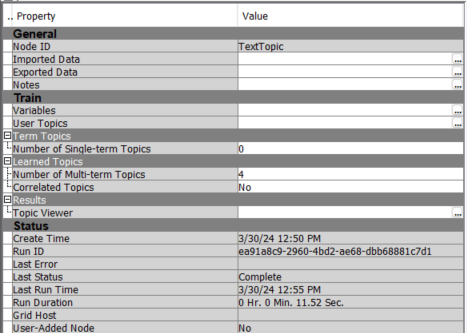 .. Property Value
General
Node ID TextTopic
Imported Data ...
Exported Data ...
Notes ...
Train
Variables ...
User Topics ...
Term Topics
Number of Single-term Topics 0
Learned Topics
Number of Multi-term Topics 4
Correlated Topics No
Results
Topic Viewer ...
Status
Create Time 3/30/24 12:50 PM
Run ID ea91a8c9-2960-4bd2-ae68-dbb68881c7d1
Last Error
Last Status Complete
Last Run Time 3/30/24 12:55 PM
Run Duration 0 Hr. 0 Min. 11.52 Sec.
Grid Host
User-Added Node No